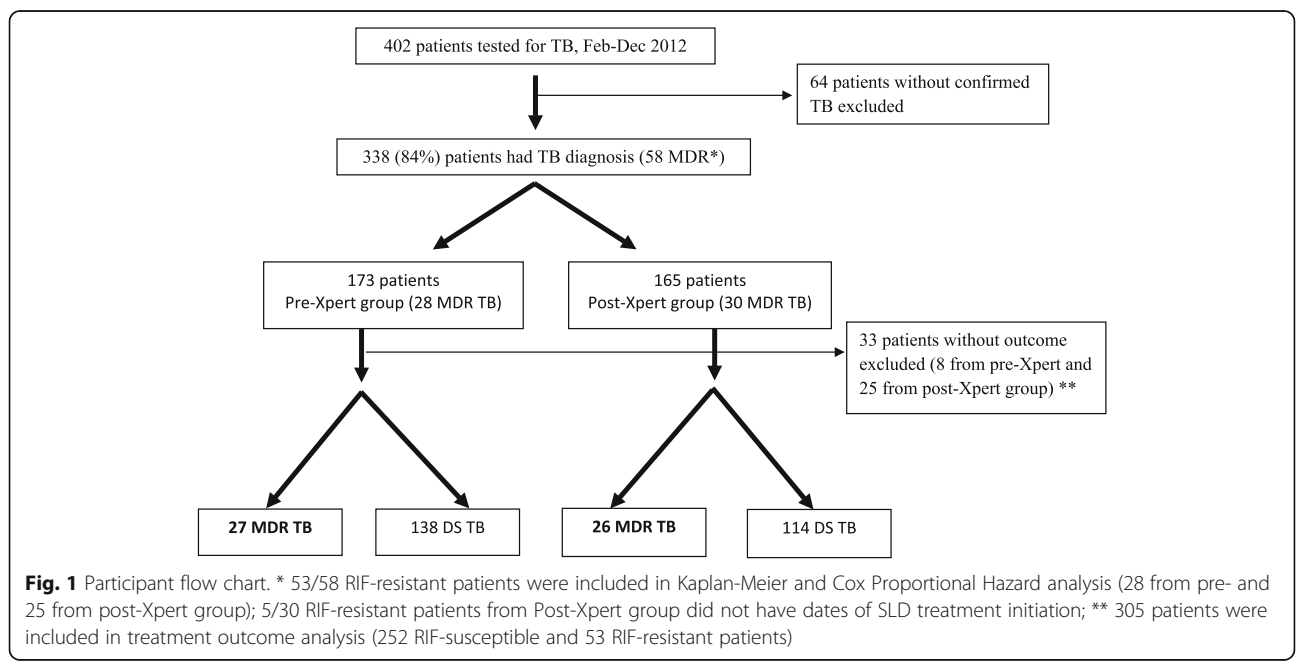 402 patients tested for TB, Feb-Dec 2012
64 patients without confirmed
TB excluded
338 (84%) patients had TB diagnosis (58 MDR*)
173 patients
Pre-Xpert group (28 MDR TB)
165 patients
Post-Xpert group (30 MDR TB)
33 patients without outcome
excluded (8 from pre-Xpert and
25 from post-Xpert group) **
27 MDR TB
138 DS TB
26 MDR TB
114 DS TB
Fig. 1 Participant flow chart. * 53/58 RIF-resistant patients were included in Kaplan-Meier and Cox Proportional Hazard analysis (28 from pre- and
25 from post-Xpert group); 5/30 RIF-resistant patients from Post-Xpert group did not have dates of SLD treatment initiation; ** 305 patients were
included in treatment outcome analysis (252 RIF-susceptible and 53 RIF-resistant patients)